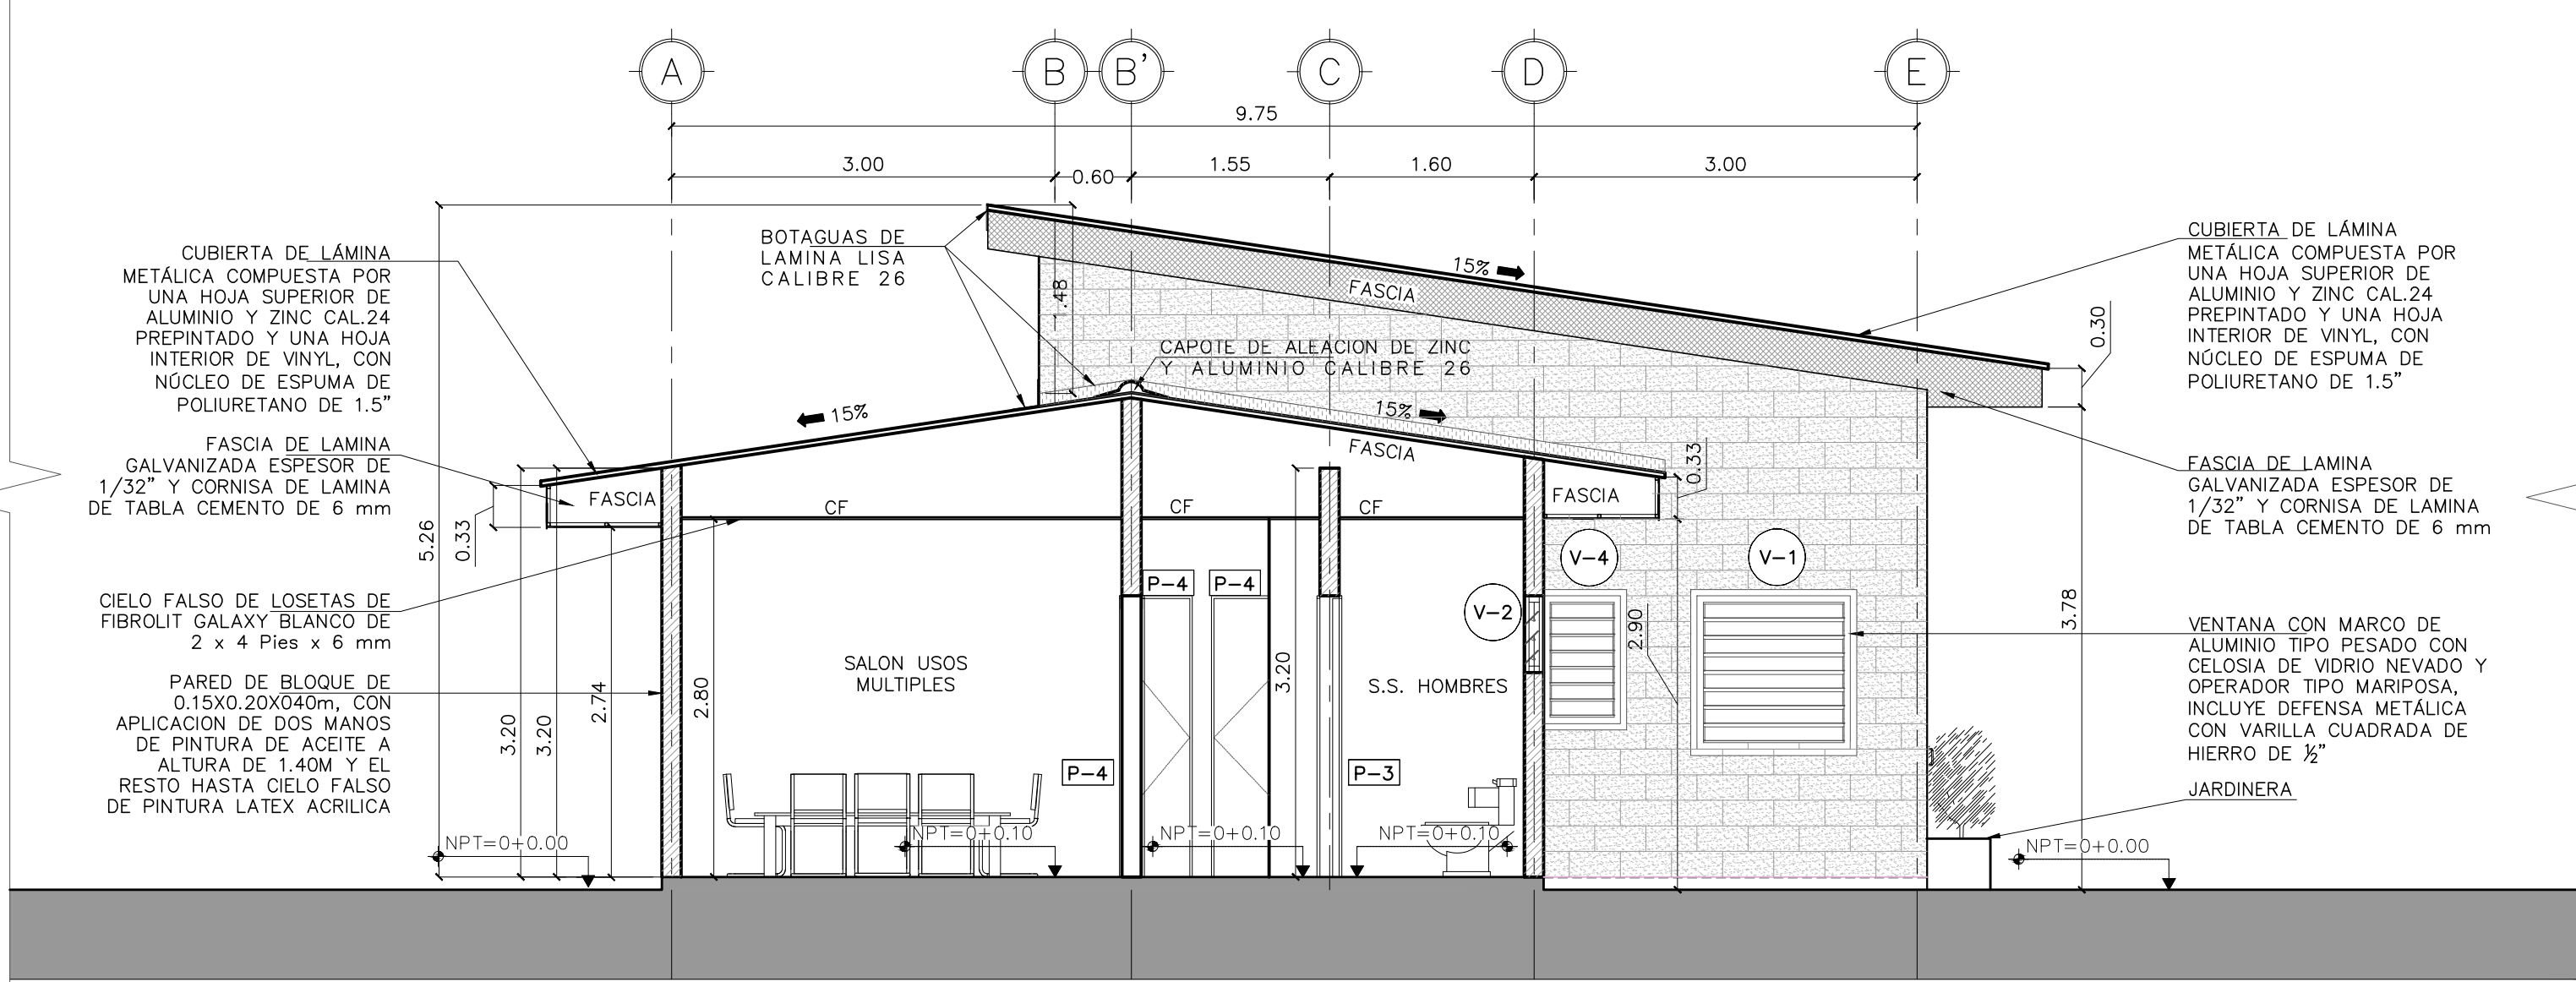 A
B
B'
C
D
E
9.75
3.00
0.60
1.55
1.60
3.00
CUBIERTA DE LÁMINA
METÁLICA COMPUESTA POR
UNA HOJA SUPERIOR DE
ALUMINIO Y ZINC CAL.24
PREPINTADO Y UNA HOJA
INTERIOR DE VINYL, CON
NÚCLEO DE ESPUMA DE
POLIURETANO DE 1.5"
FASCIA DE LAMINA
GALVANIZADA ESPESOR DE
1/32" Y CORNISA DE LAMINA
DE TABLA CEMENTO DE 6 mm
CIELO FALSO DE LOSETAS DE
FIBROLIT GALAXY BLANCO DE
2 x 4 Pies x 6 mm
PARED DE BLOQUE DE
0.15X0.20X040m, CON
APLICACION DE DOS MANOS
DE PINTURA DE ACEITE A
ALTURA DE 1.40M Y EL
RESTO HASTA CIELO FALSO
DE PINTURA LATEX ACRILICA
BOTAGUAS DE
LAMINA LISA
CALIBRE 26
1.48
15%
FASCIA
CAPOTE DE ALEACION DE ZINC
Y ALUMINIO CALIBRE 26
15%
15%
FASCIA
FASCIA
CF
CF
CF
FASCIA
5.26
0.33
3.20
3.20
2.74
2.80
3.20
0.33
2.90
0.30
3.78
V-4
V-1
V-2
P-4
P-4
SALON USOS
MULTIPLES
S.S. HOMBRES
P-4
P-3
NPT=0+0.00
NPT=0+0.10
NPT=0+0.10
NPT=0+0.10
NPT=0+0.00
CUBIERTA DE LÁMINA
METÁLICA COMPUESTA POR
UNA HOJA SUPERIOR DE
ALUMINIO Y ZINC CAL.24
PREPINTADO Y UNA HOJA
INTERIOR DE VINYL, CON
NÚCLEO DE ESPUMA DE
POLIURETANO DE 1.5"
FASCIA DE LAMINA
GALVANIZADA ESPESOR DE
1/32" Y CORNISA DE LAMINA
DE TABLA CEMENTO DE 6 mm
VENTANA CON MARCO DE
ALUMINIO TIPO PESADO CON
CELOSIA DE VIDRIO NEVADO Y
OPERADOR TIPO MARIPOSA,
INCLUYE DEFENSA METÁLICA
CON VARILLA CUADRADA DE
HIERRO DE ½"
JARDINERA